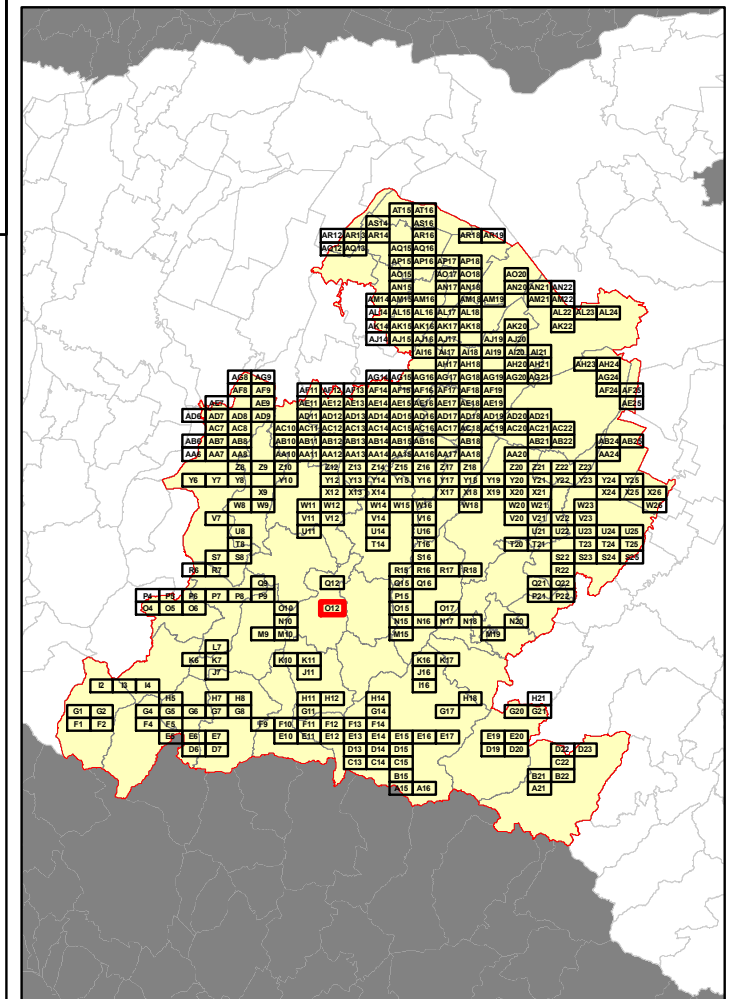 AT15 AT16
AS14 AS16
AR12 AR13 AR14 AR16 AR18 AR19
AQ12 AQ13 AQ15 AQ16
AP15 AP16 AP17 AP18
AO15 AO17 AO18 AO20
AN15 AN17 AN18 AN20 AN21 AN22
AM14 AM15 AM16 AM18 AM19 AM21 AM22
AL14 AL15 AL16 AL17 AL18 AL22 AL23 AL24
AK14 AK15 AK16 AK17 AK18 AK20 AK22
AJ14 AJ15 AJ16 AJ17 AJ19 AJ20
AI16 AI17 AI18 AI19 AI20 AI21
AH17 AH18 AH20 AH21 AH23 AH24
AG8 AG9 AG14 AG15 AG16 AG17 AG18 AG19 AG20 AG21 AG24
AF8 AF9 AF11 AF12 AF13 AF14 AF15 AF16 AF17 AF18 AF19 AF24 AF25
AE7 AE9 AE11 AE12 AE13 AE14 AE15 AE16 AE17 AE18 AE19 AE25
AD6 AD7 AD8 AD9 AD11 AD12 AD13 AD14 AD15 AD16 AD17 AD18 AD19 AD20 AD21
AC7 AC8 AC10 AC11 AC12 AC13 AC14 AC15 AC16 AC17 AC18 AC19 AC20 AC21 AC22
AB6 AB7 AB8 AB10 AB11 AB12 AB13 AB14 AB15 AB16 AB18 AB21 AB22 AB24 AB25
AA6 AA7 AA8 AA10 AA11 AA12 AA13 AA14 AA15 AA16 AA17 AA18 AA20 AA24
Z8 Z9 Z10 Z12 Z13 Z14 Z15 Z16 Z17 Z18 Z20 Z21 Z22 Z23
Y6 Y7 Y8 Y10 Y12 Y13 Y14 Y15 Y16 Y17 Y18 Y19 Y20 Y21 Y22 Y23 Y24 Y25
X9 X12 X13 X14 X17 X18 X19 X20 X21 X24 X25 X26
W8 W9 W11 W12 W14 W15 W16 W18 W20 W21 W23 W26
V7 V11 V12 V14 V16 V20 V21 V22 V23
U8 U11 U14 U16 U21 U22 U23 U24 U25
T8 T14 T16 T20 T21 T23 T24 T25
S7 S8 S16 S22 S23 S24 S25
R6 R7 R15 R16 R17 R18 R22
Q9 Q12 Q15 Q16 Q21 Q22
P4 P5 P6 P7 P8 P9 P15 P21 P22
O4 O5 O6 O10 O12 O15 O17
N10 N15 N16 N17 N18 N20
M9 M10 M15 M19
L7
K6 K7 K10 K11 K16 K17
J7 J11 J16
I2 I3 I4 I16
H5 H7 H8 H11 H12 H14 H18 H21
G1 G2 G4 G5 G6 G7 G8 G11 G14 G17 G20 G21
F1 F2 F4 F5 F9 F10 F11 F12 F13 F14
E5 E6 E7 E10 E11 E12 E13 E14 E15 E16 E17 E19 E20
D6 D7 D13 D14 D15 D19 D20 D22 D23
C13 C14 C15 C22
B15 B21 B22
A15 A16 A21